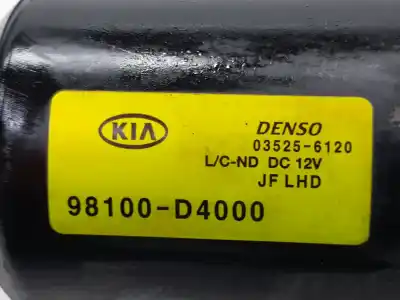 KIA
DENSO
03525-6120
L/C-ND DC 12V
JF LHD
98100-D4000